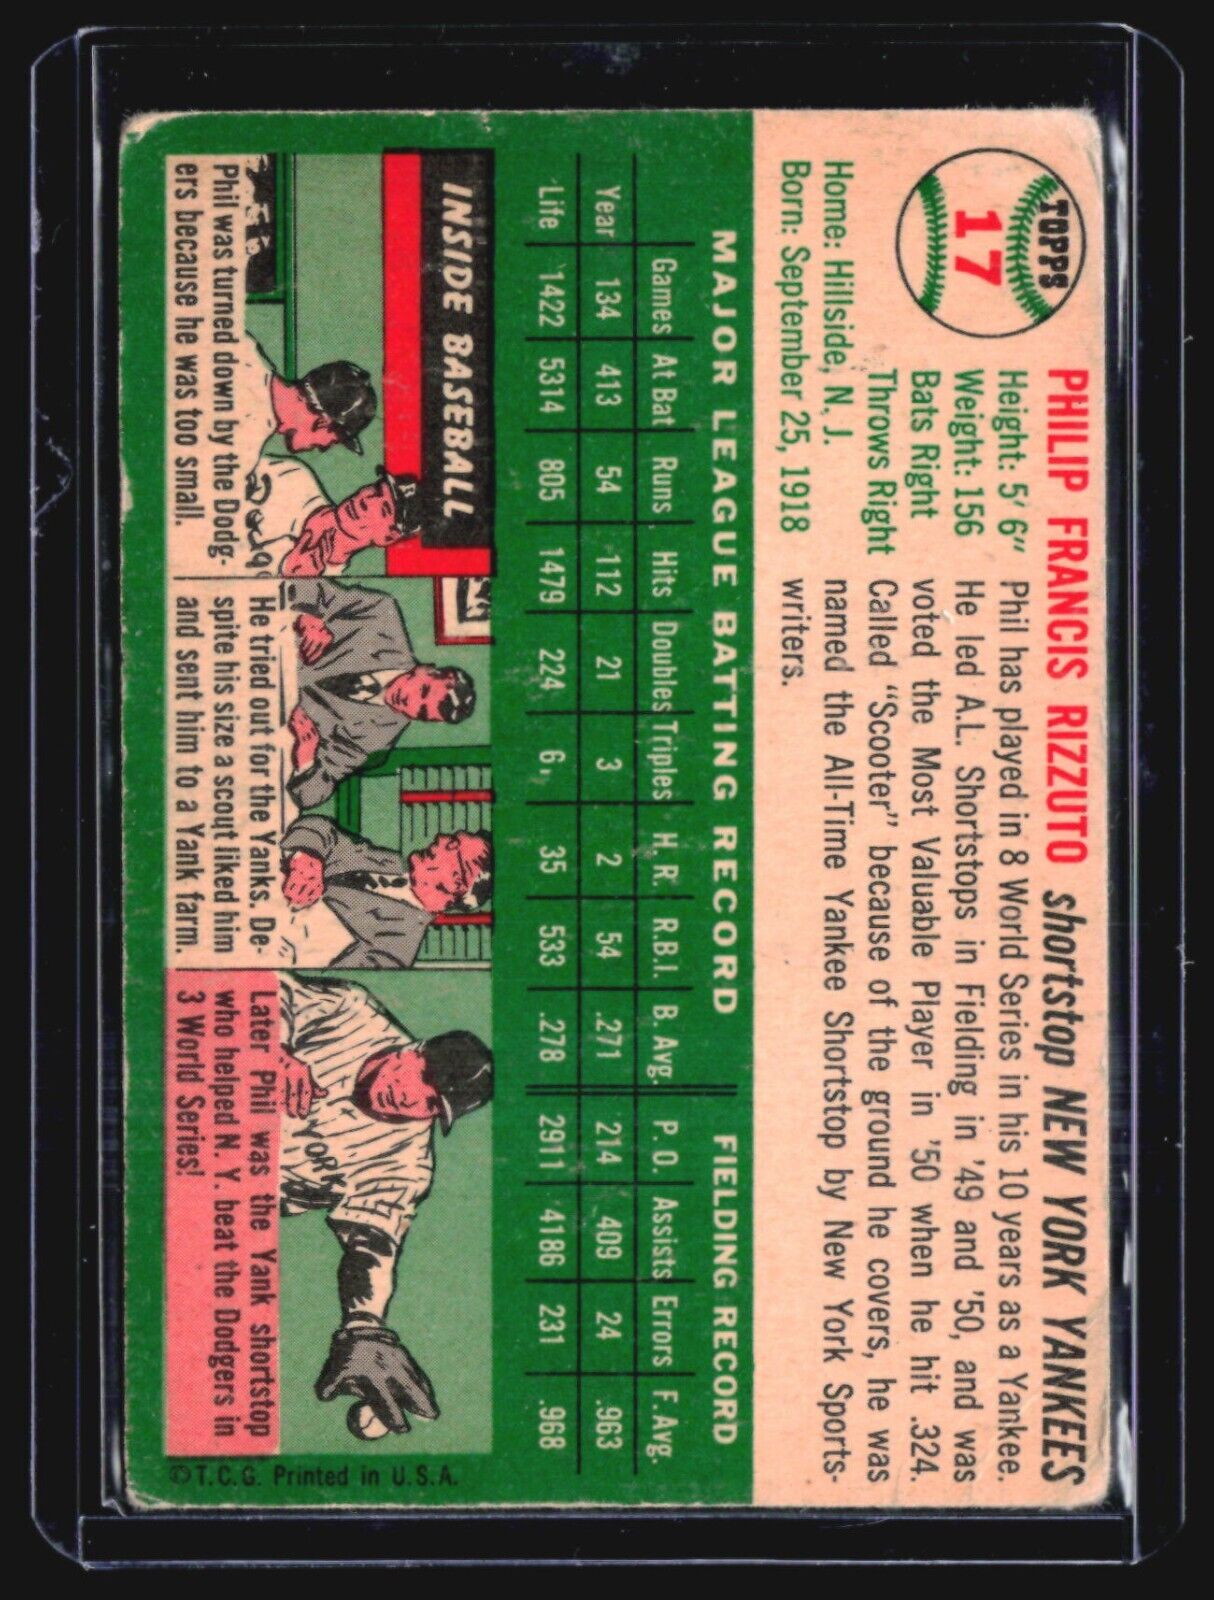 TOPPS
17
PHILIP FRANCIS RIZZUTO shortstop NEW YORK YANKEES
Height: 5' 6"
Weight: 156
Bats Right
Throws Right
Home: Hillside, N. J.
Born: September 25, 1918
Phil has played in 8 World Series in his 10 years as a Yankee.
He led A.L. Shortstops in Fielding in '49 and '50, and was
voted the Most Valuable Player in '50 when he hit .324.
Called "Scooter" because of the ground he covers, he was
named the All-Time Yankee Shortstop by New York Sports-
writers.
MAJOR LEAGUE BATTING RECORD FIELDING RECORD
Games At Bat Runs Hits Doubles Triples H. R. R.B.I. B. Avg. P. O. Assists Errors F. Avg.
Year 134 413 54 112 21 3 2 54 .271 214 409 24 .963
Life 1422 5314 805 1479 224 6, 35 533 .278 2911 4186 231 .968
INSIDE BASEBALL
Phil was turned down by the Dodg-
ers because he was too small.
He tried out for the Yanks. De-
spite his size a scout liked him
and sent him to a Yank farm.
YORK
Later Phil was the Yank shortstop
who helped N. Y. beat the Dodgers in
3 World Series!
© T. C. G. Printed in U. S. A.